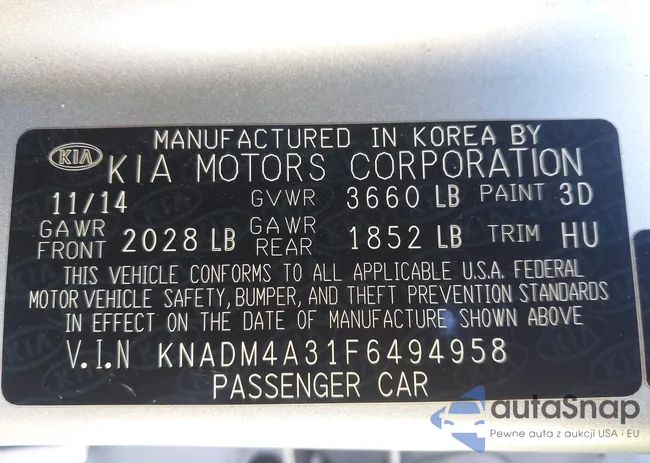 MANUFACTURED IN KOREA BY
KIA KIA MOTORS CORPORATION
11/14 GVWR 3660 LB PAINT 3D
GAWR FRONT 2028 LB GAWR REAR 1852 LB TRIM HU
THIS VEHICLE CONFORMS TO ALL APPLICABLE U.S.A. FEDERAL
MOTOR VEHICLE SAFETY, BUMPER, AND THEFT PREVENTION STANDARDS
IN EFFECT ON THE DATE OF MANUFACTURE SHOWN ABOVE
V.I.N KNADM4A31F6494958
PASSENGER CAR
autoSnap
Pewne auta z aukcji USA i EU